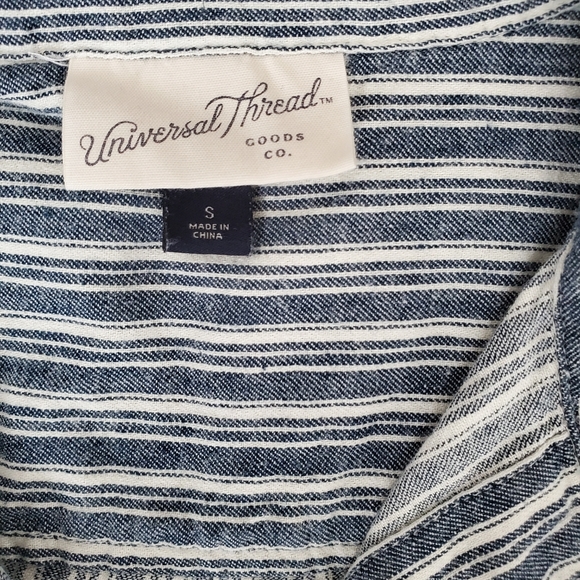 Universal Thread™
GOODS
CO.
S
MADE IN
CHINA